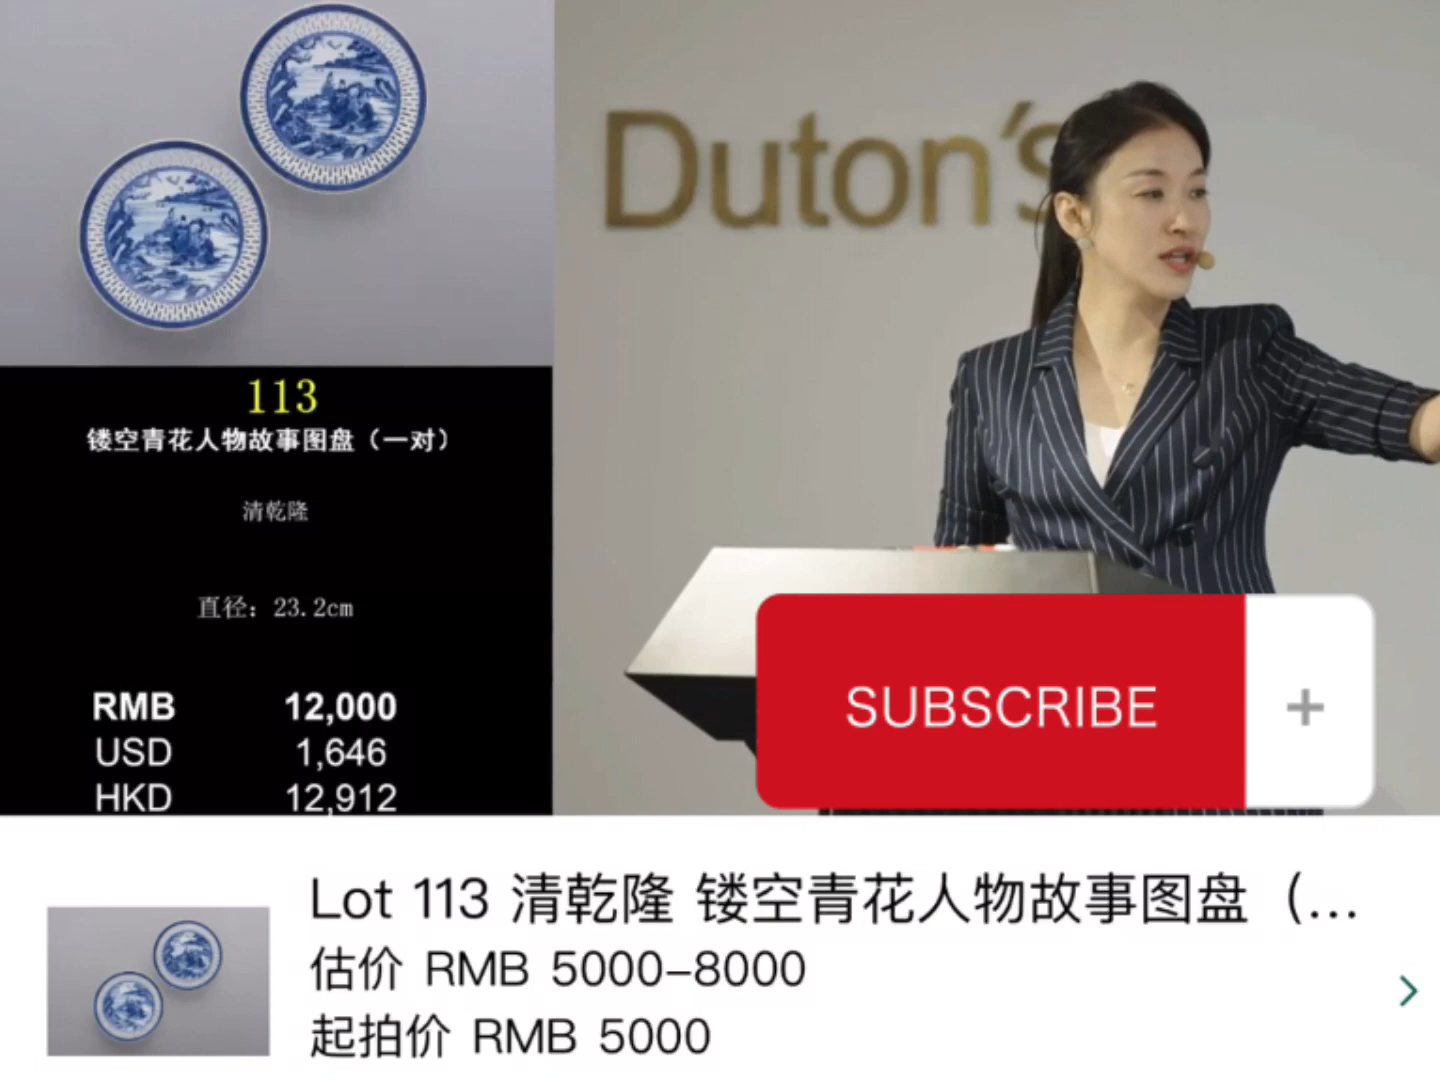 Duton's
113
镂空青花人物故事图盘（一对）
清乾隆
直径：23.2cm
RMB 12,000
USD 1,646
HKD 12,912
SUBSCRIBE +
Lot 113 清乾隆 镂空青花人物故事图盘（...
估价 RMB 5000-8000
起拍价 RMB 5000